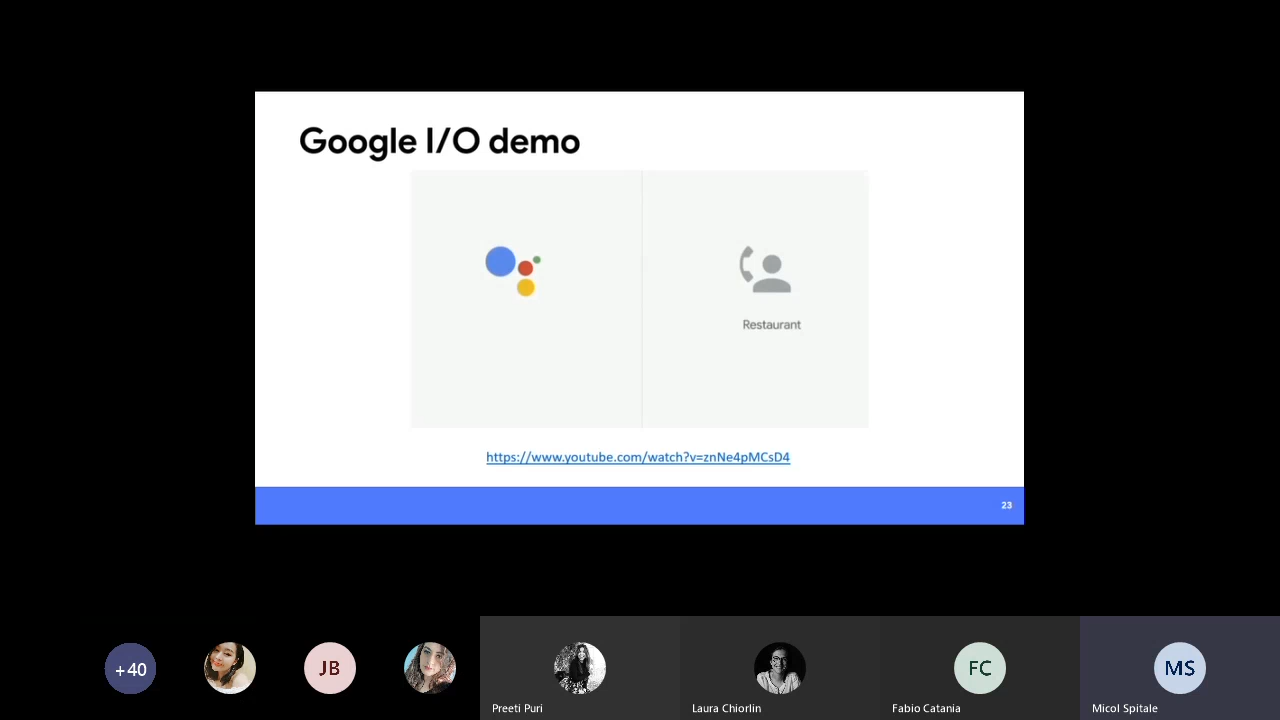 Google I/O demo
Restaurant
https://www.youtube.com/watch?v=znNe4pMCsD4
23
+40
JB
FC
MS
Preeti Puri
Laura Chiorlin
Fabio Catania
Micol Spitale